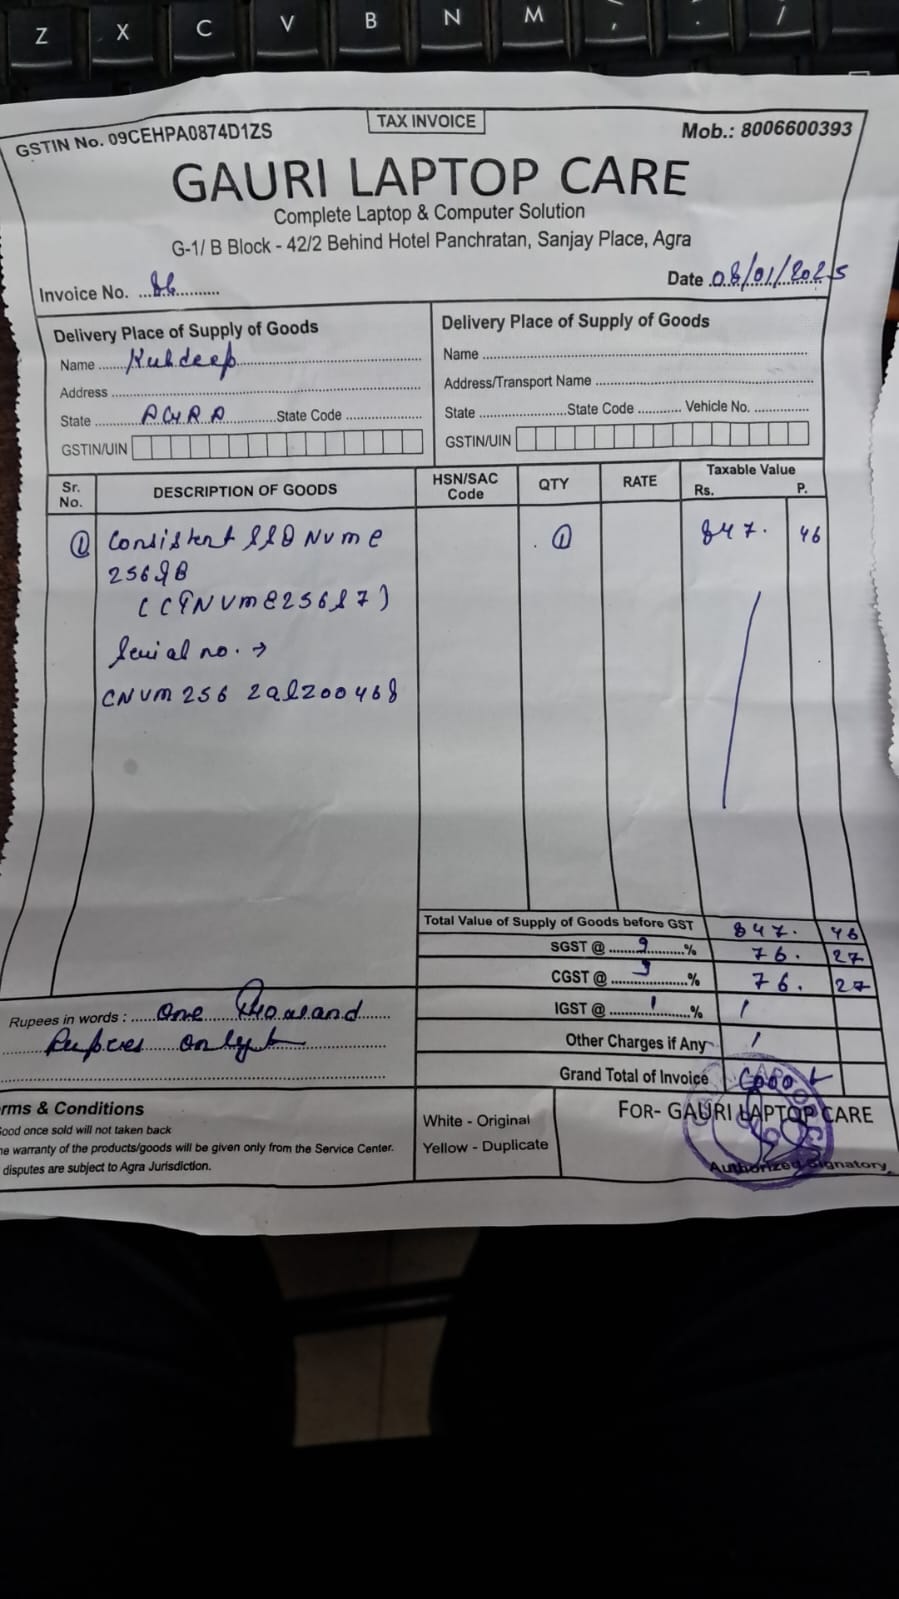 Z X C V B N M , . /
TAX INVOICE
GSTIN No. 09CEHPA0874D1ZS
Mob.: 8006600393
GAURI LAPTOP CARE
Complete Laptop & Computer Solution
G-1/ B Block - 42/2 Behind Hotel Panchratan, Sanjay Place, Agra
Invoice No. 86 Date 08/01/2025
Delivery Place of Supply of Goods
Name Kuldeep
Address
State AGRA State Code
GSTIN/UIN
Delivery Place of Supply of Goods
Name
Address/Transport Name
State State Code Vehicle No.
GSTIN/UIN
Sr. No. DESCRIPTION OF GOODS HSN/SAC Code QTY RATE Taxable Value Rs. P.
1 Consistent SSD NVme 1 847. 46
256GB
Serial no. →
Total Value of Supply of Goods before GST 847. 46
SGST @ 9 % 76. 27
CGST @ 9 % 76. 27
IGST @ / % /
Other Charges if Any /
Grand Total of Invoice
Rupees in words : One Thousand
Rupees only
rms & Conditions
Good once sold will not taken back
he warranty of the products/goods will be given only from the Service Center.
disputes are subject to Agra Jurisdiction.
White - Original
Yellow - Duplicate
FOR- GAURI LAPTOP CARE
Authorized Signatory